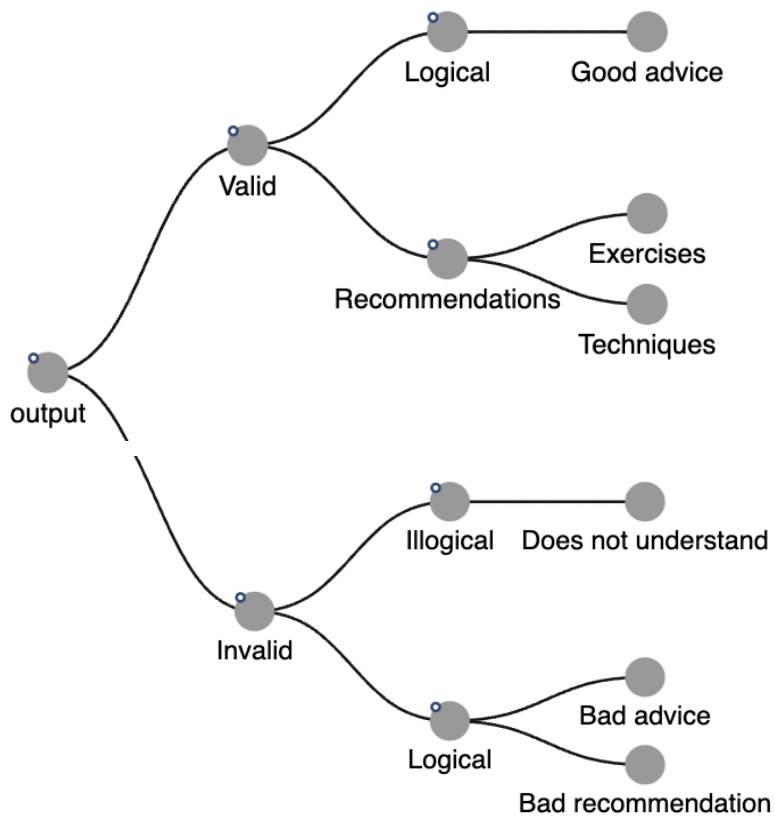 Logical
Good advice
Valid
Exercises
Recommendations
Techniques
output
Illogical
Does not understand
Invalid
Bad advice
Logical
Bad recommendation